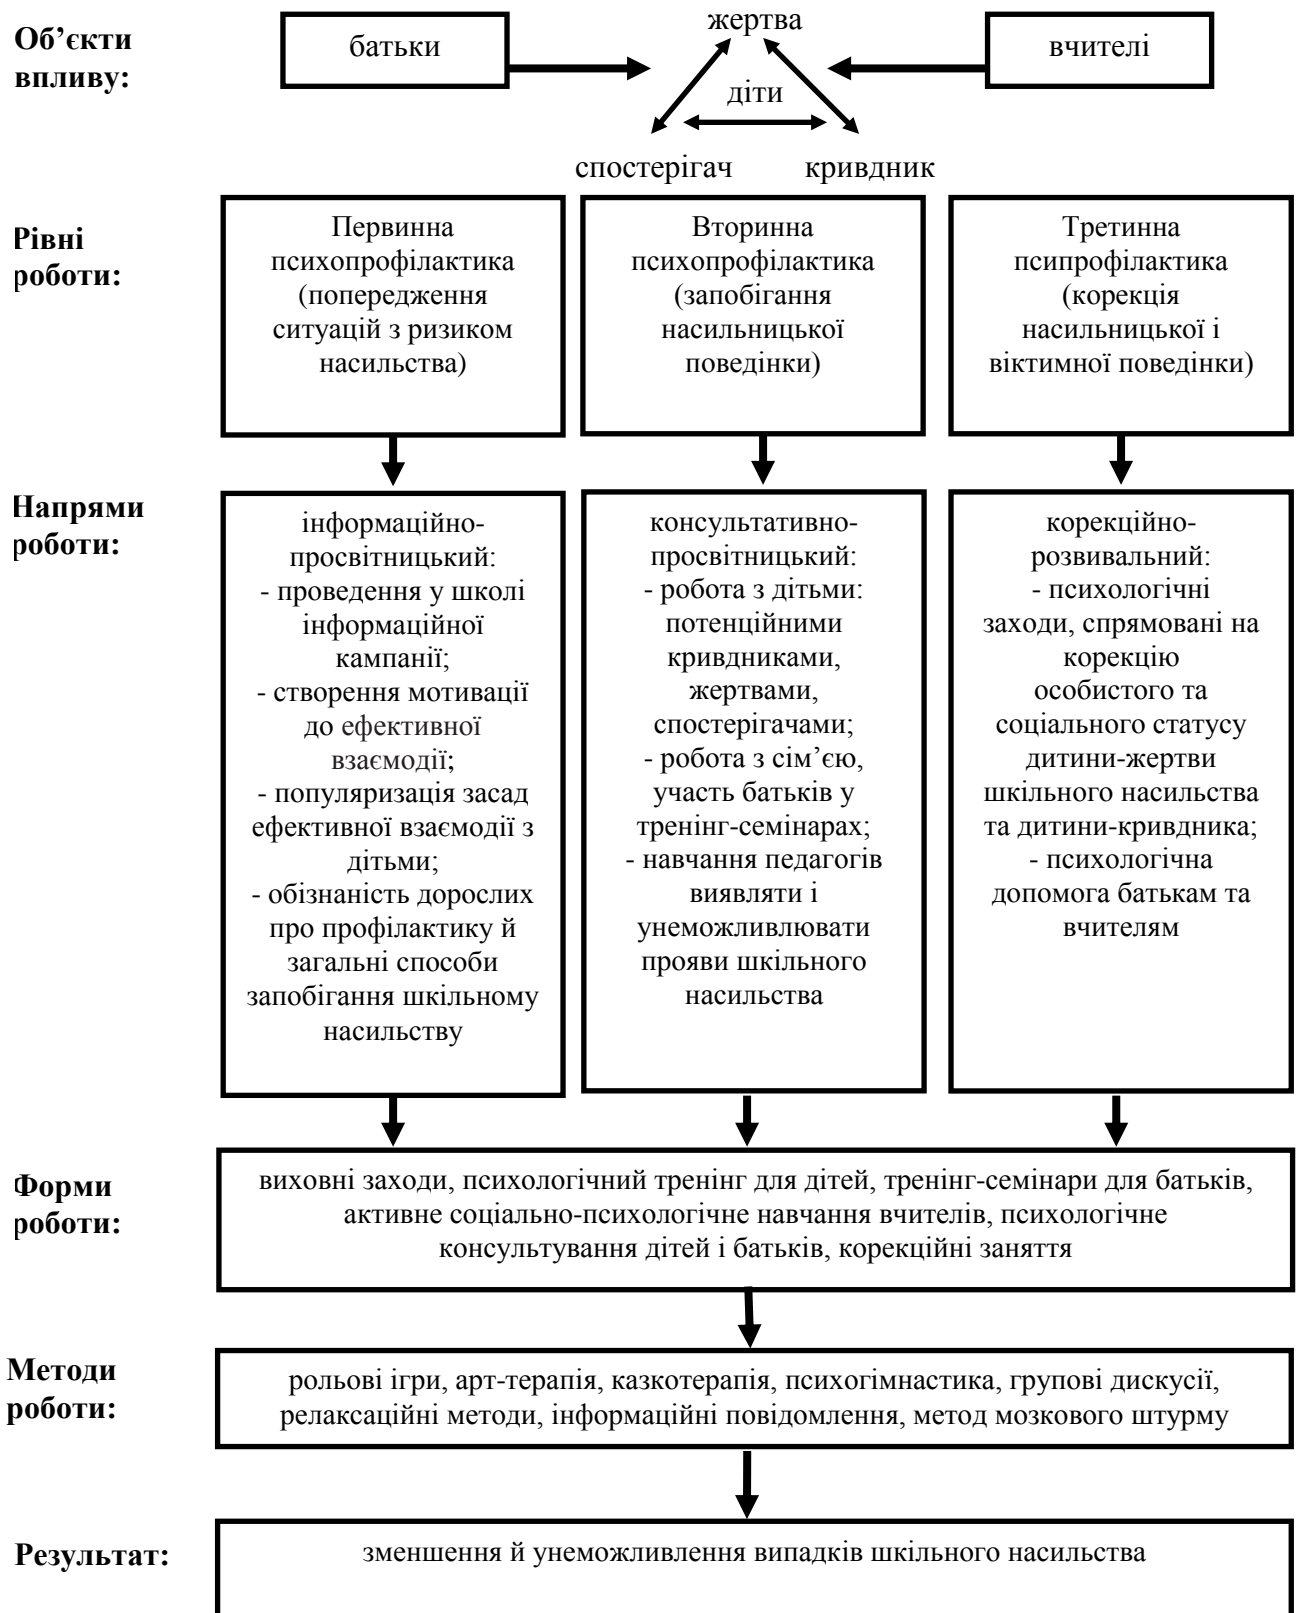 Об’єкти
впливу:
батьки
жертва
вчителі
діти
спостерігач
кривдник
Рівні
роботи:
Первинна
психопрофілактика
(попередження
ситуацій з ризиком
насильства)
Вторинна
психопрофілактика
(запобігання
насильницької
поведінки)
Третинна
псипрофілактика
(корекція
насильницької і
віктимної поведінки)
Напрями
роботи:
інформаційно-
просвітницький:
- проведення у школі
інформаційної
кампанії;
- створення мотивації
до ефективної
взаємодії;
- популяризація засад
ефективної взаємодії з
дітьми;
- обізнаність дорослих
про профілактику й
загальні способи
запобігання шкільному
насильству
консультативно-
просвітницький:
- робота з дітьми:
потенційними
кривдниками,
жертвами,
спостерігачами;
- робота з сім’єю,
участь батьків у
тренінг-семінарах;
- навчання педагогів
виявляти і
унеможливлювати
прояви шкільного
насильства
корекційно-
розвивальний:
- психологічні
заходи, спрямовані на
корекцію
особистого та
соціального статусу
дитини-жертви
шкільного насильства
та дитини-кривдника;
- психологічна
допомога батькам та
вчителям
Форми
роботи:
виховні заходи, психологічний тренінг для дітей, тренінг-семінари для батьків,
активне соціально-психологічне навчання вчителів, психологічне
консультування дітей і батьків, корекційні заняття
Методи
роботи:
рольові ігри, арт-терапія, казкотерапія, психогімнастика, групові дискусії,
релаксаційні методи, інформаційні повідомлення, метод мозкового штурму
Результат:
зменшення й унеможливлення випадків шкільного насильства